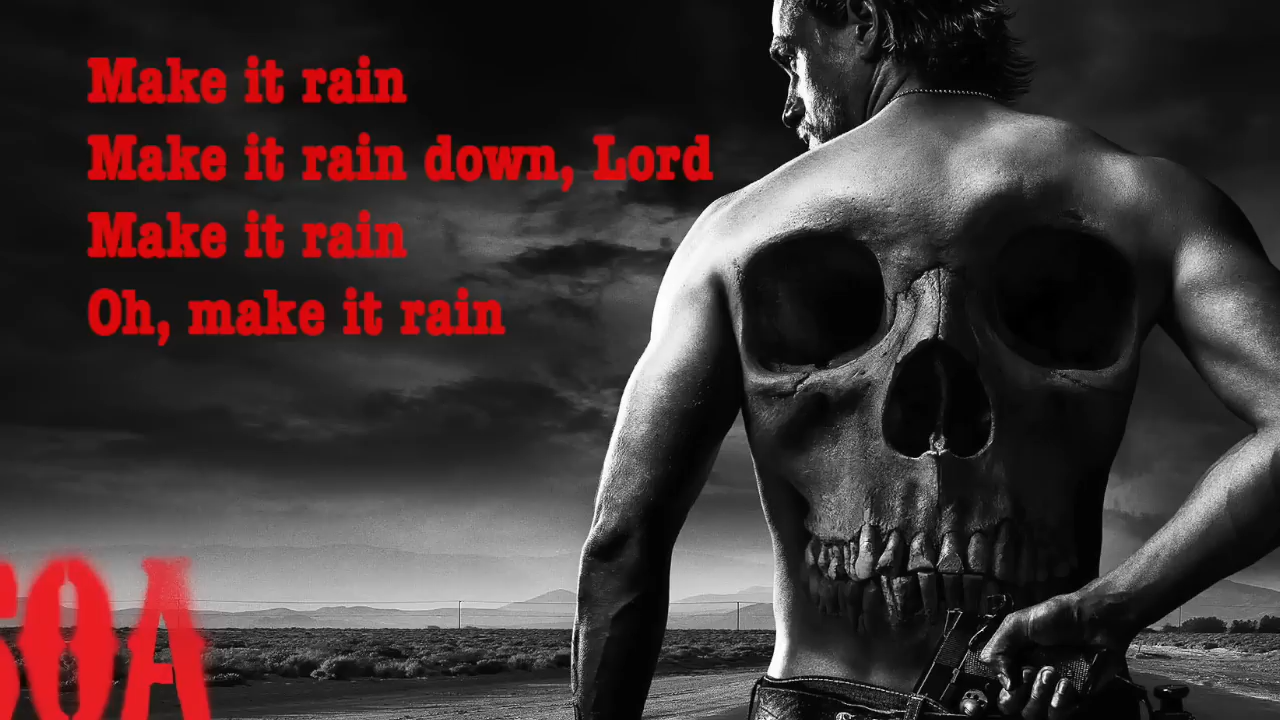 Make it rain
Make it rain down, Lord
Make it rain
Oh, make it rain
SOA